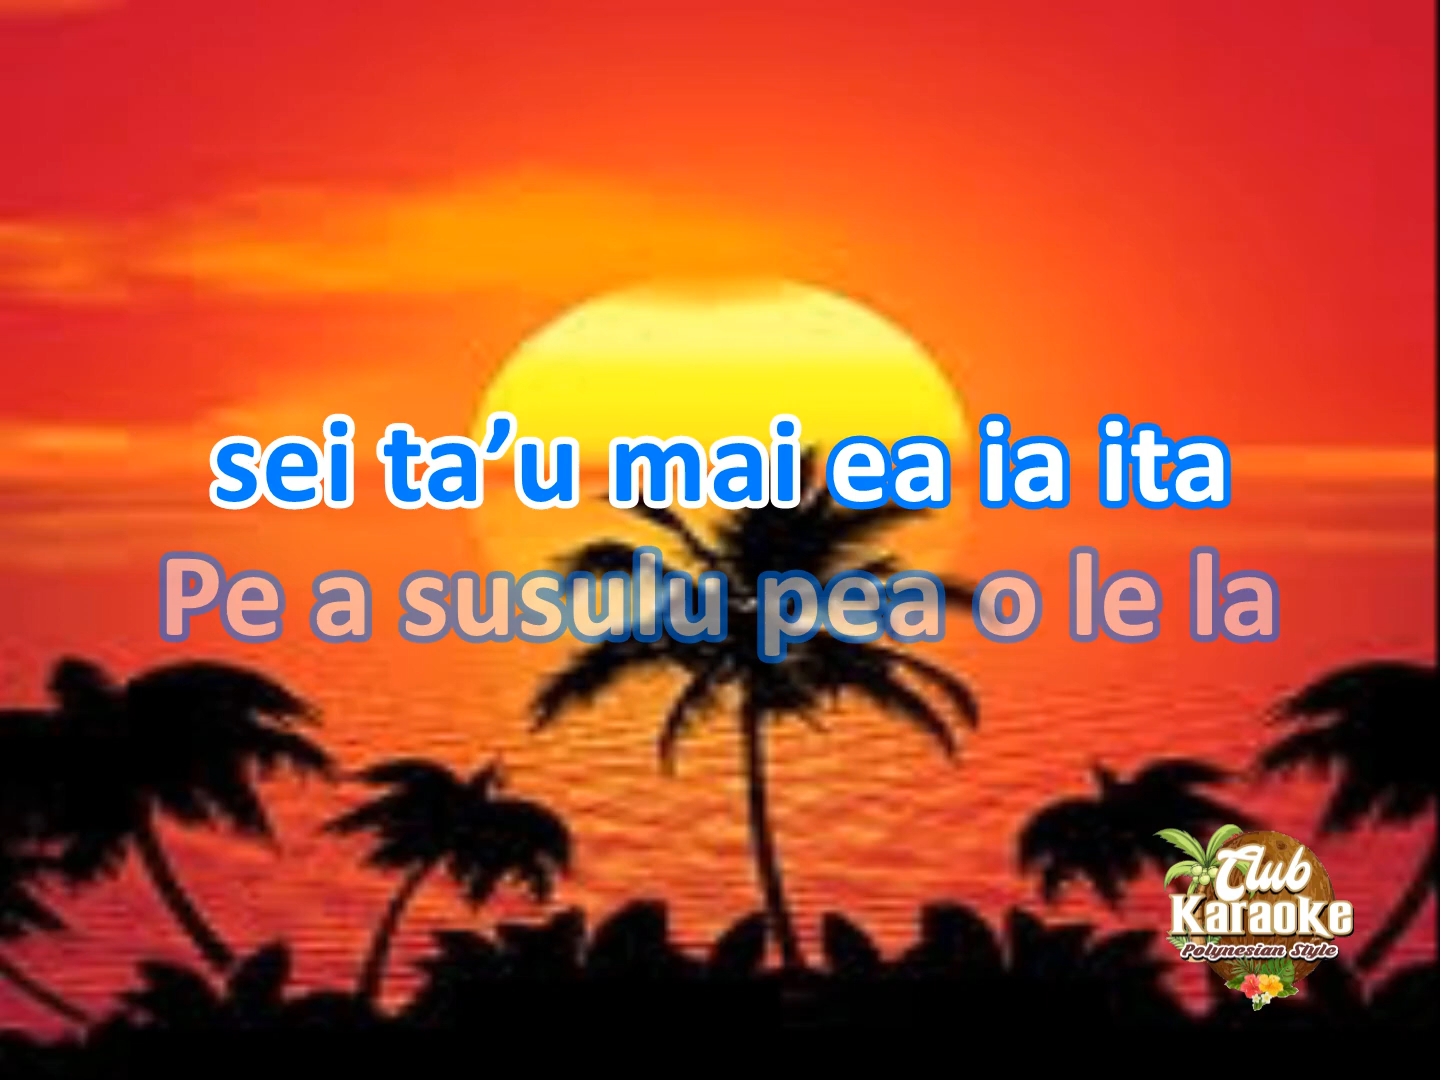 sei ta’u mai ea ia ita
Pe a susulu pea o le la
Club
Karaoke
Polynesian Style